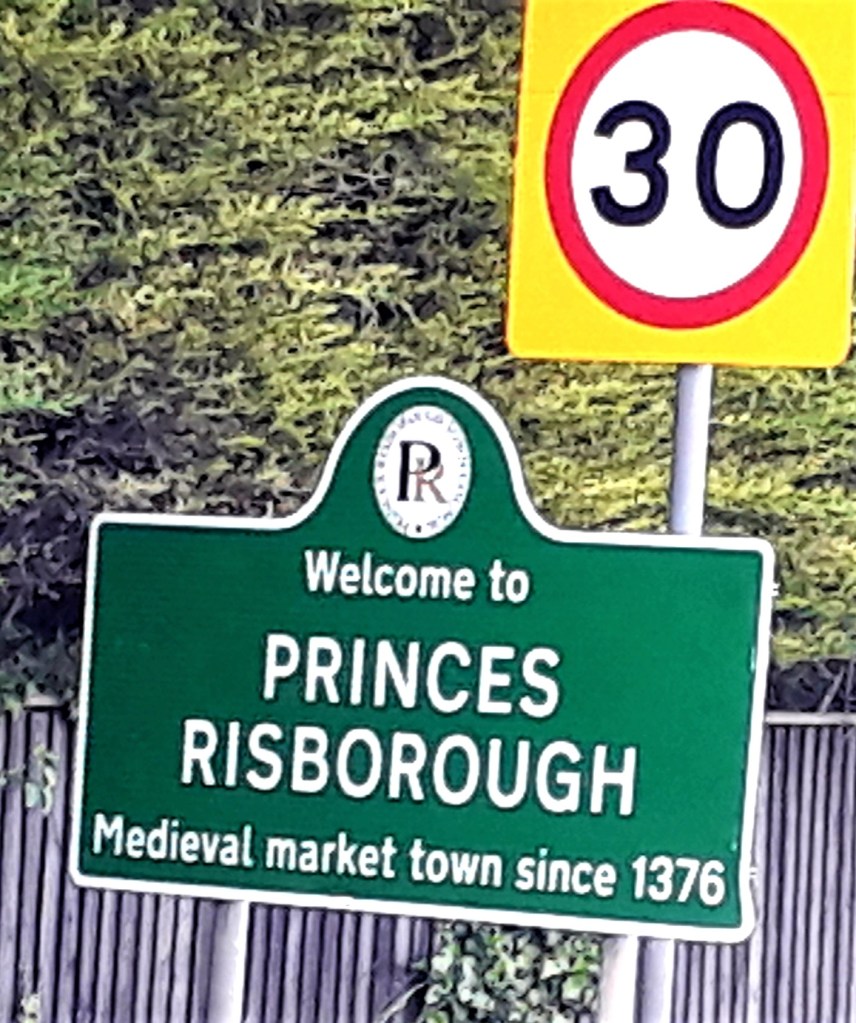 30
PR
Welcome to
PRINCES
RISBOROUGH
Medieval market town since 1376